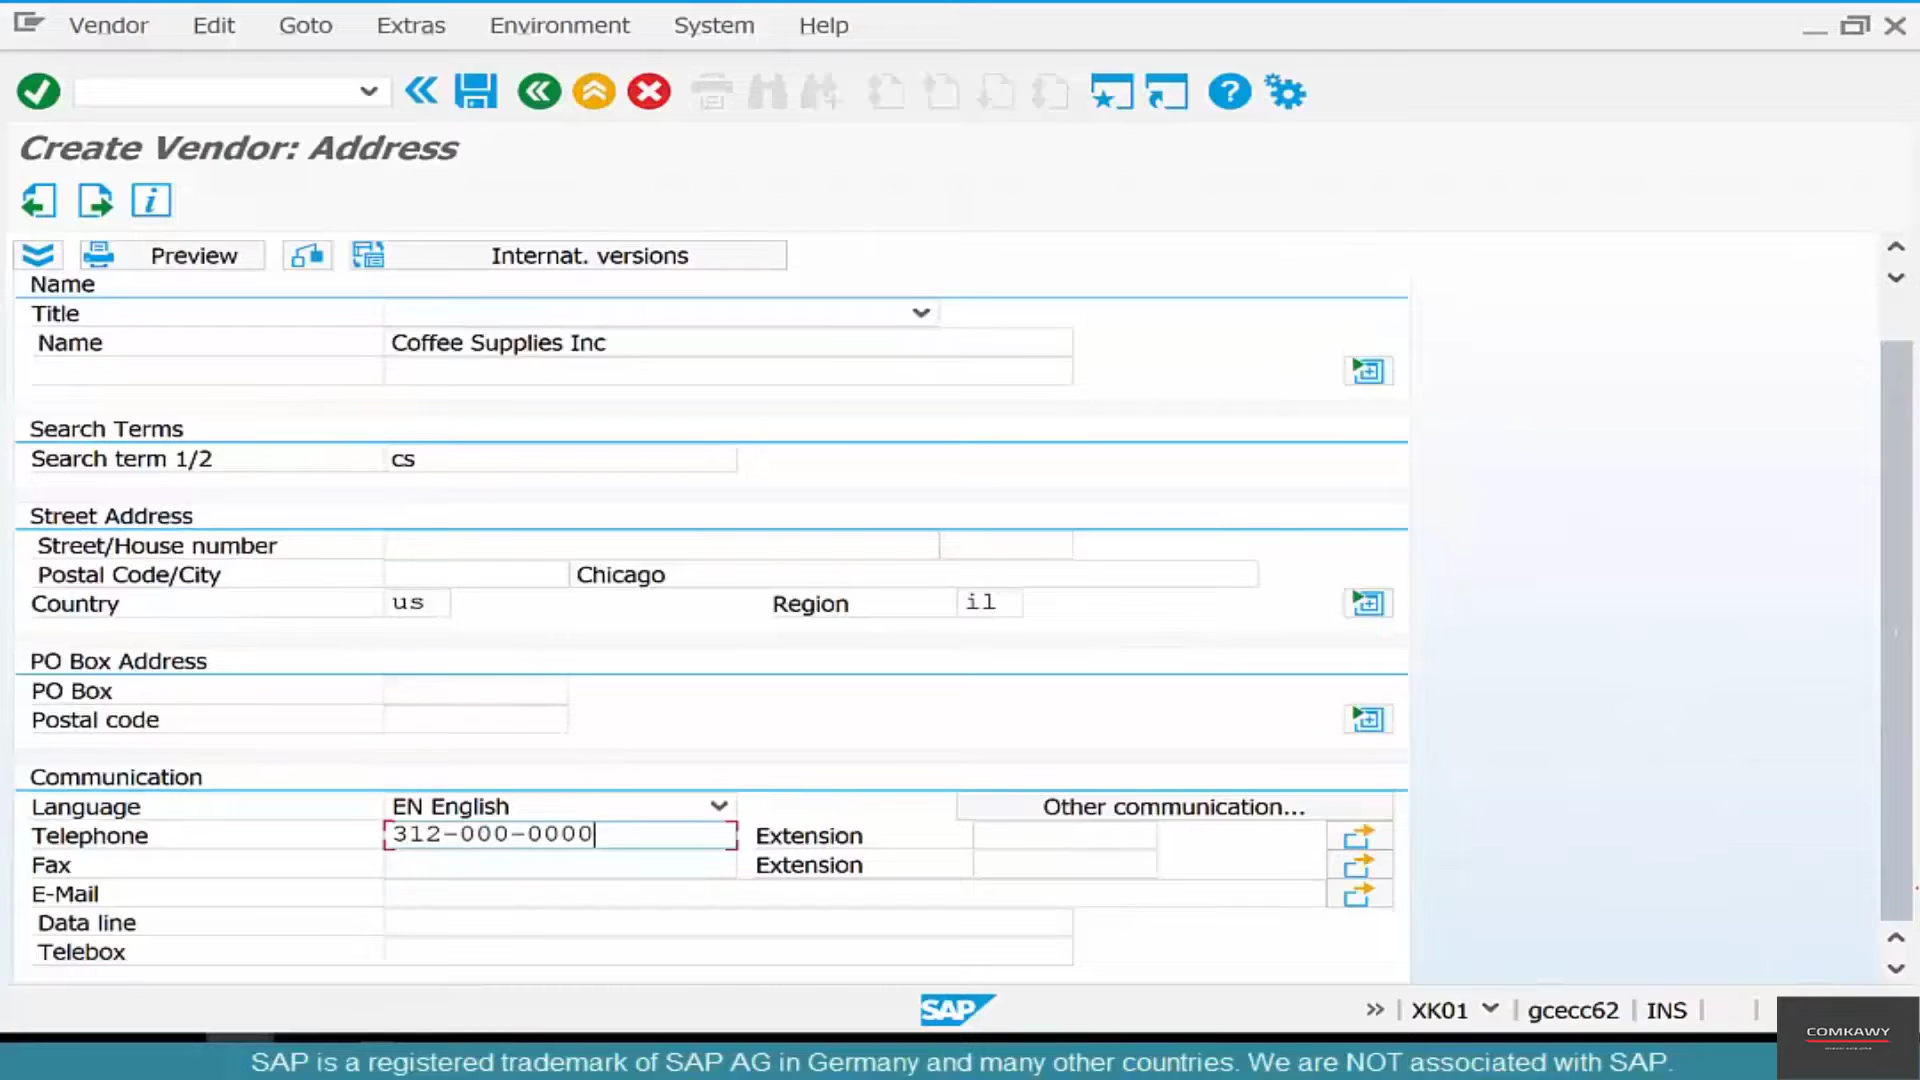 Vendor Edit Goto Extras Environment System Help
Create Vendor: Address
Preview Internat. versions
Name
Title
Name Coffee Supplies Inc
Search Terms
Search term 1/2 cs
Street Address
Street/House number
Postal Code/City Chicago
Country us Region il
PO Box Address
PO Box
Postal code
Communication
Language EN English Other communication...
Telephone 312-000-0000 Extension
Fax Extension
E-Mail
Data line
Telebox
SAP XK01 gcecc62 INS
COMKAWY
SAP is a registered trademark of SAP AG in Germany and many other countries. We are NOT associated with SAP.